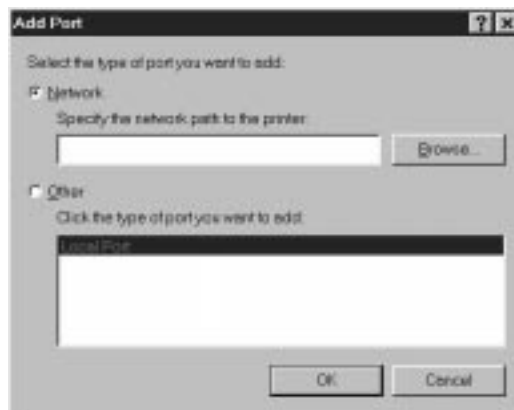 Add Port
Select the type of port you want to add:
Network
Specify the network path to the printer:
Browse...
Other
Click the type of port you want to add:
Local Port
OK
Cancel